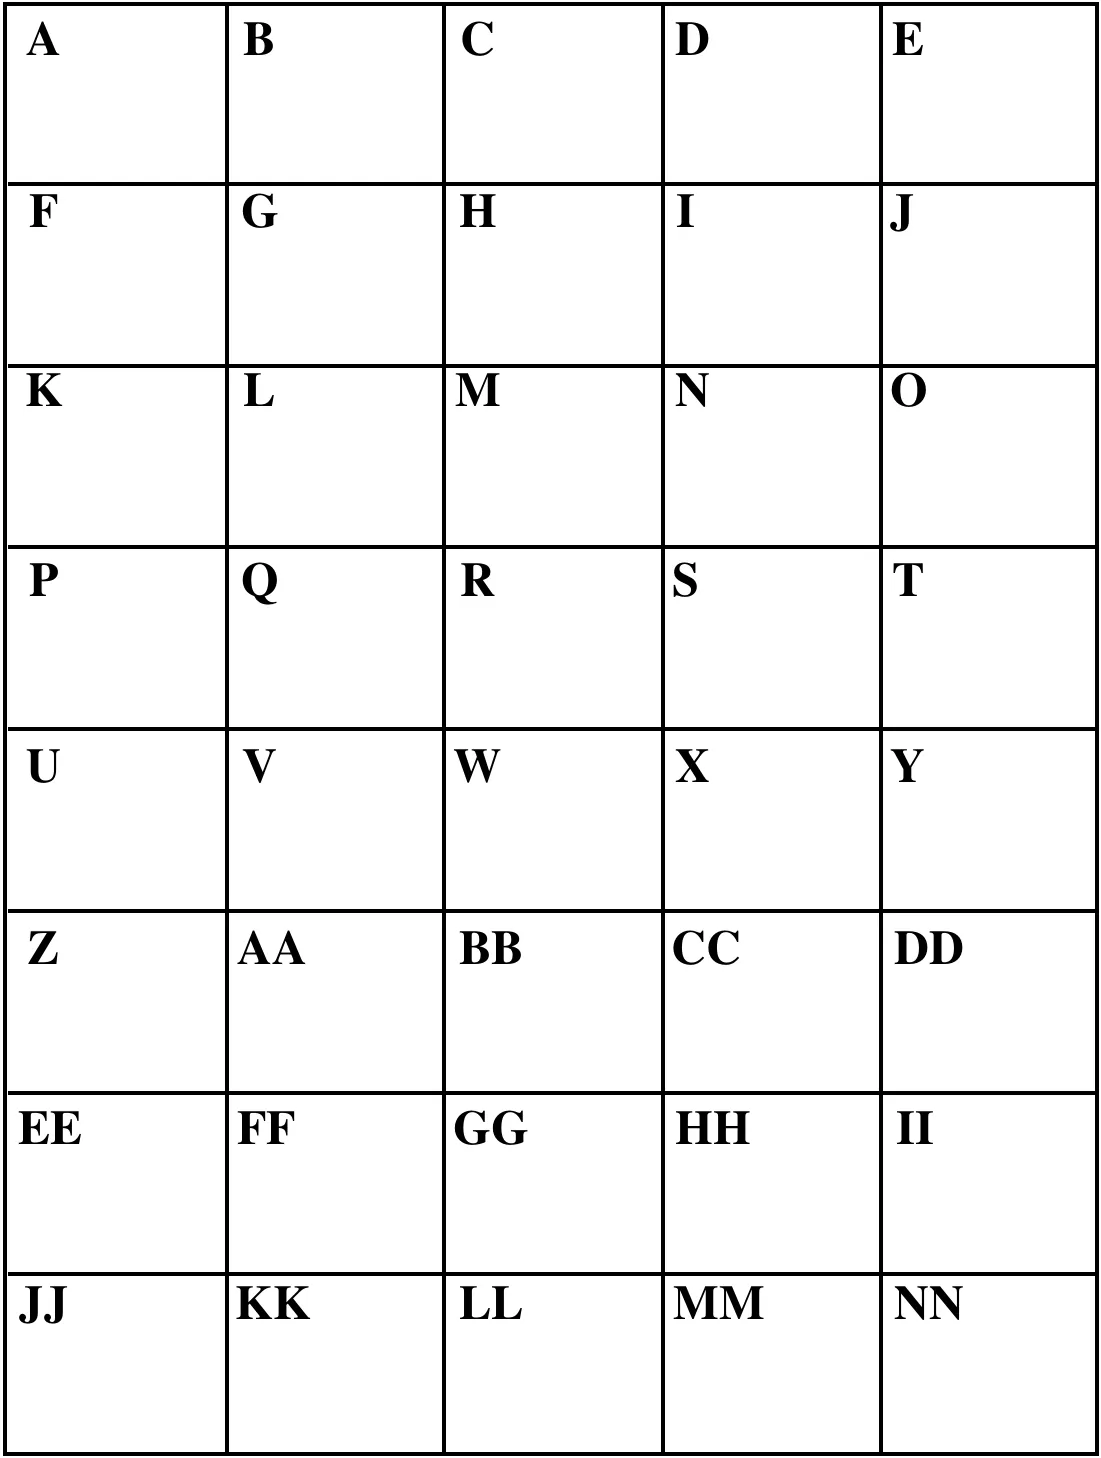 A B C D E
F G H I J
K L M N O
P Q R S T
U V W X Y
Z AA BB CC DD
EE FF GG HH II
JJ KK LL MM NN